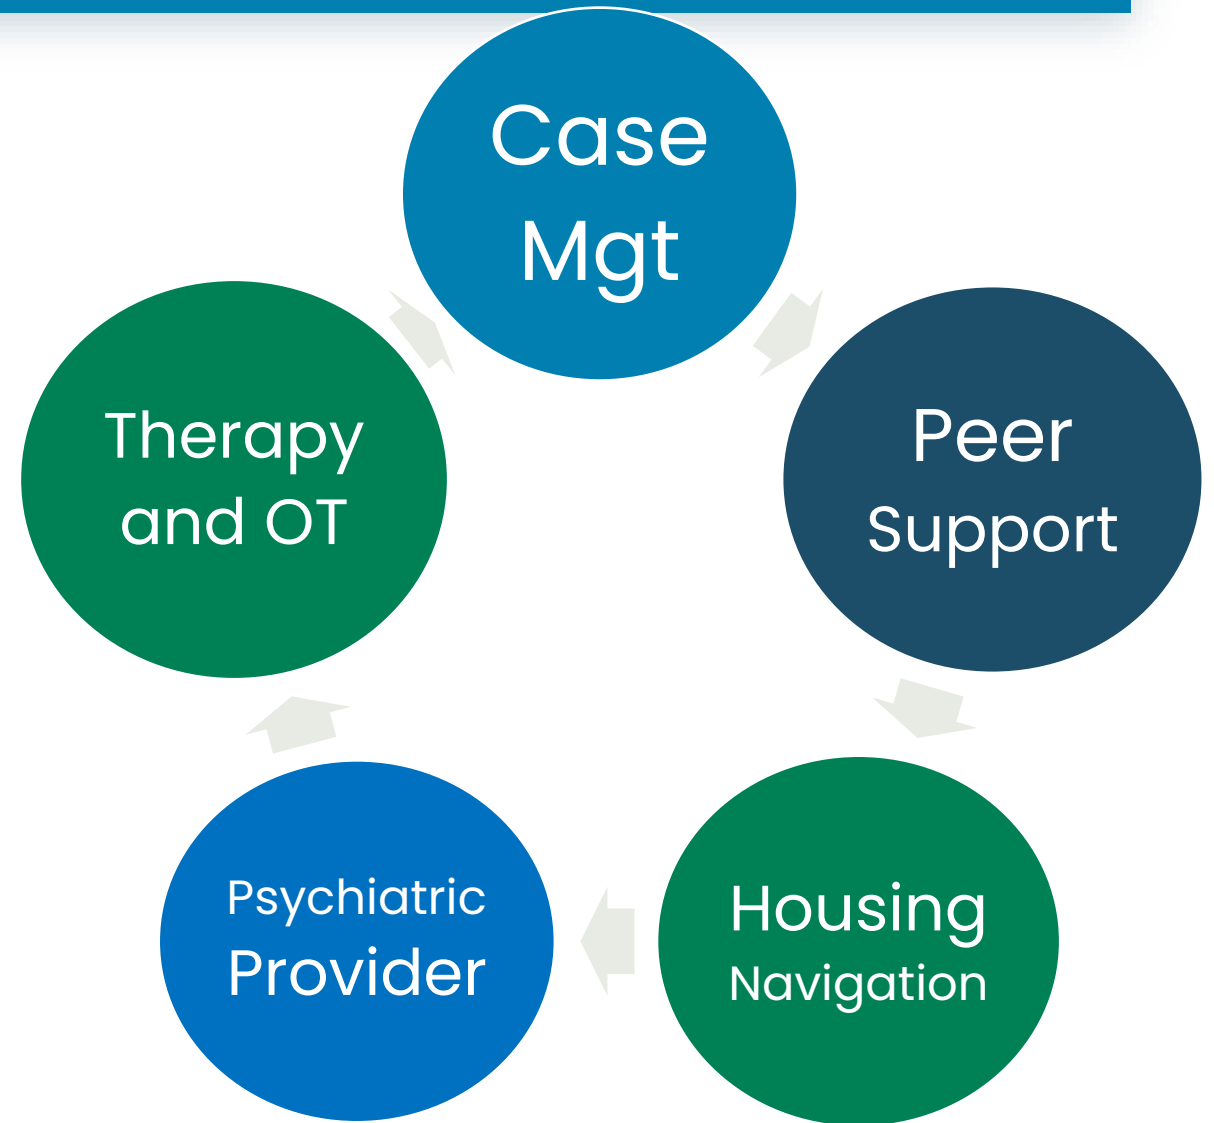 Case
Mgt
Peer
Support
Housing
Navigation
Psychiatric
Provider
Therapy
and OT